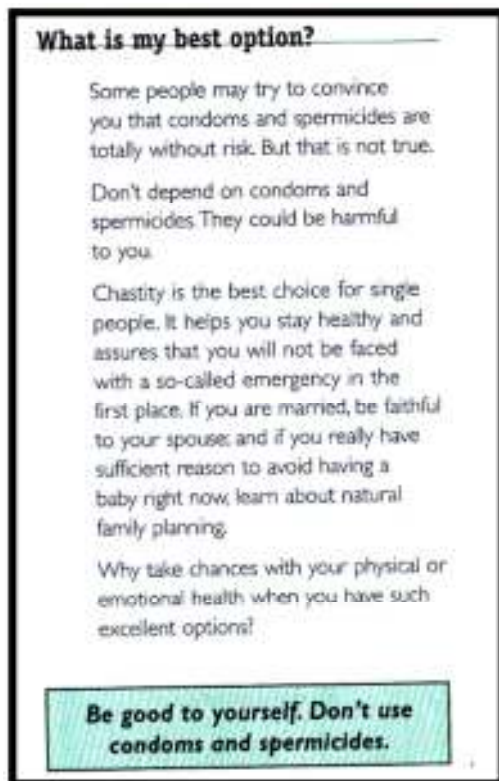 What is my best option?
Some people may try to convince
you that condoms and spermicides are
totally without risk. But that is not true.
Don't depend on condoms and
spermicides. They could be harmful
to you.
Chastity is the best choice for single
people. It helps you stay healthy and
assures that you will not be faced
with a so-called emergency in the
first place. If you are married, be faithful
to your spouse; and if you really have
sufficient reason to avoid having a
baby right now, learn about natural
family planning.
Why take chances with your physical or
emotional health when you have such
excellent options?
Be good to yourself. Don't use
condoms and spermicides.